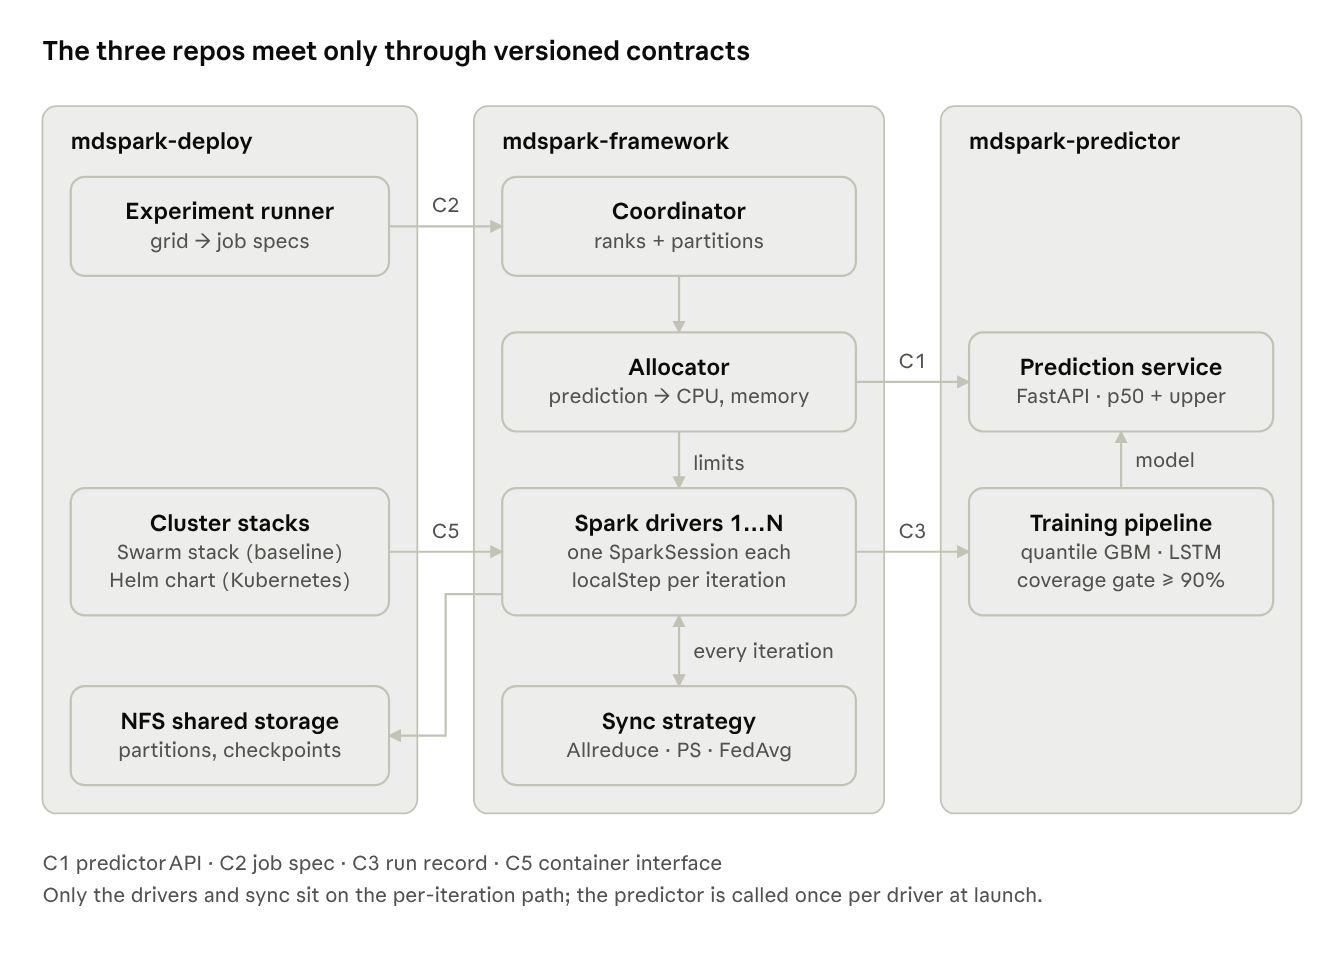 The three repos meet only through versioned contracts
mdspark-deploy
Experiment runner
grid → job specs
Cluster stacks
Swarm stack (baseline)
Helm chart (Kubernetes)
NFS shared storage
partitions, checkpoints
C2
C5
mdspark-framework
Coordinator
ranks + partitions
Allocator
prediction → CPU, memory
limits
Spark drivers 1…N
one SparkSession each
localStep per iteration
every iteration
Sync strategy
Allreduce · PS · FedAvg
C1
C3
mdspark-predictor
Prediction service
FastAPI · p50 + upper
model
Training pipeline
quantile GBM · LSTM
coverage gate ≥ 90%
C1 predictor API · C2 job spec · C3 run record · C5 container interface
Only the drivers and sync sit on the per-iteration path; the predictor is called once per driver at launch.